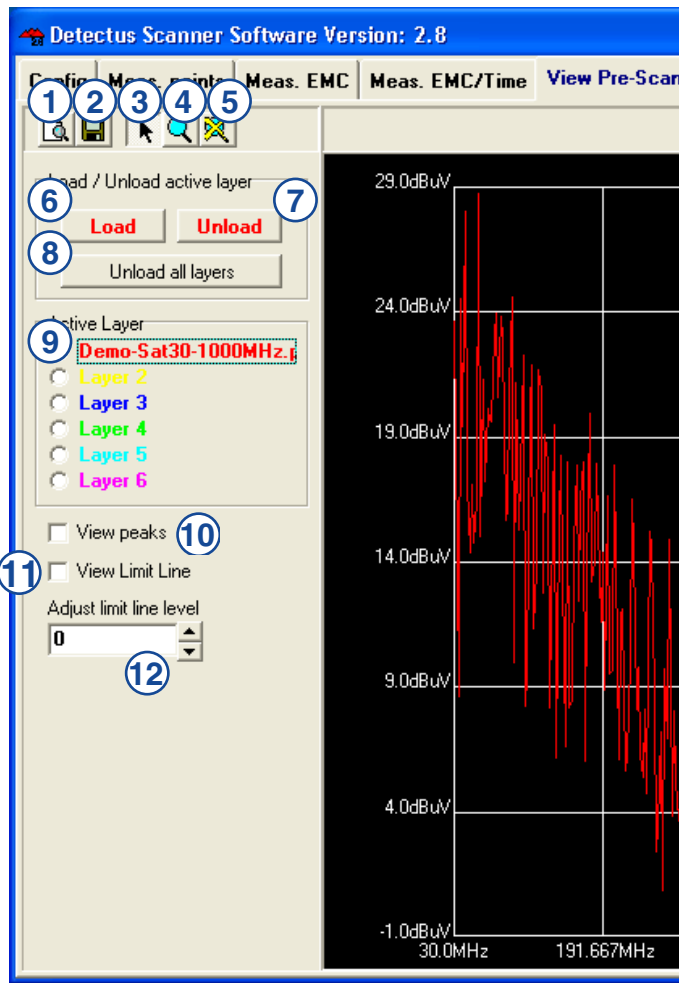 Detectus Scanner Software Version: 2.8
Config Meas. points Meas. EMC Meas. EMC/Time View Pre-Scan
1 2 3 4 5
Load / Unload active layer
6 7
Load Unload
8
Unload all layers
Active Layer
9
Demo-Sat30-1000MHz.p
Layer 2
Layer 3
Layer 4
Layer 5
Layer 6
View peaks 10
11 View Limit Line
Adjust limit line level
0
12
29.0dBuV
24.0dBuV
19.0dBuV
14.0dBuV
9.0dBuV
4.0dBuV
-1.0dBuV
30.0MHz 191.667MHz